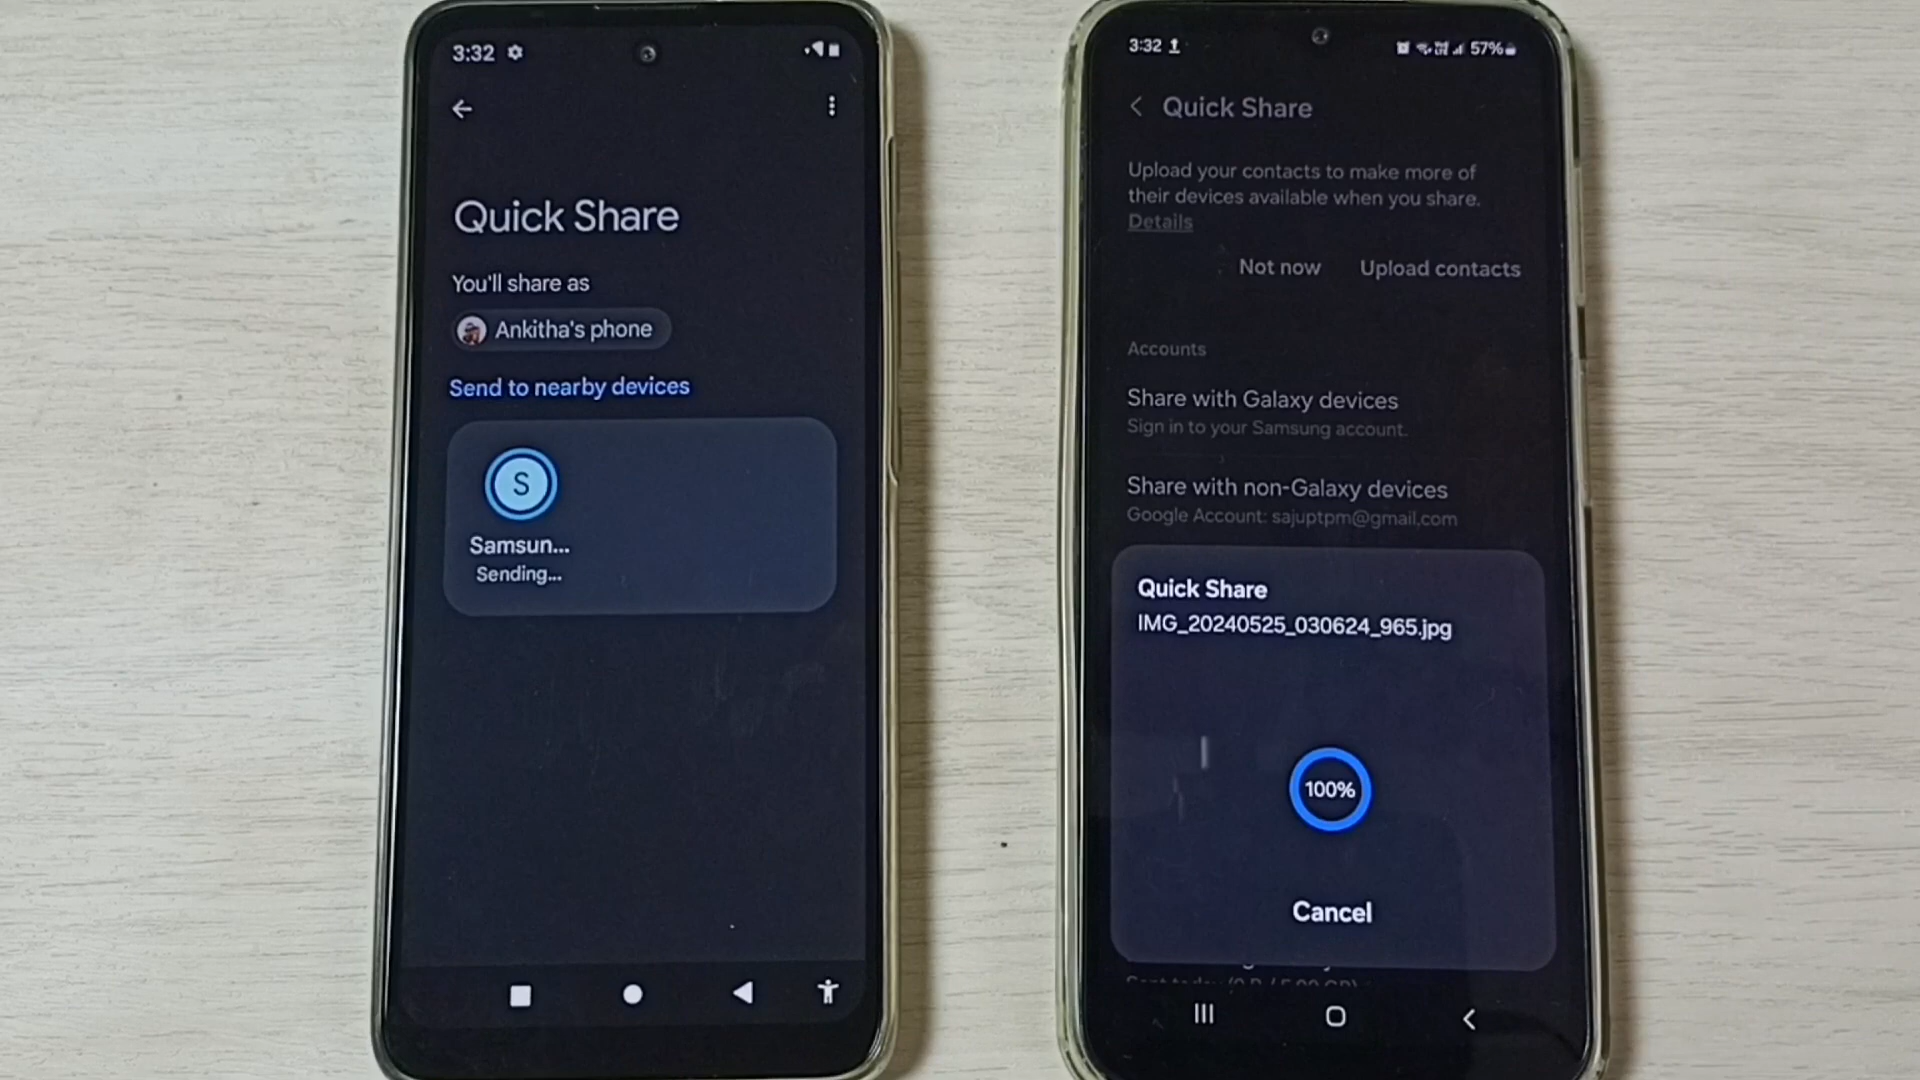 3:32
Quick Share
You'll share as
Ankitha's phone
Send to nearby devices
S
Samsun...
Sending...
3:32
57%
Quick Share
Upload your contacts to make more of
their devices available when you share.
Details
Not now
Upload contacts
Accounts
Share with Galaxy devices
Sign in to your Samsung account.
Share with non-Galaxy devices
Google Account: sajuptpm@gmail.com
Quick Share
IMG_20240525_030624_965.jpg
100%
Cancel